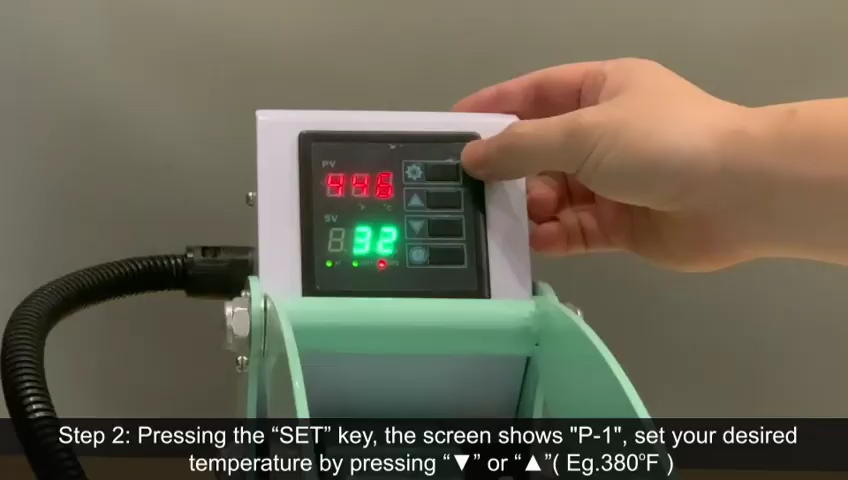 PV
446
SV
32
Step 2: Pressing the “SET” key, the screen shows "P-1", set your desired
temperature by pressing “▼” or “▲”( Eg.380°F )